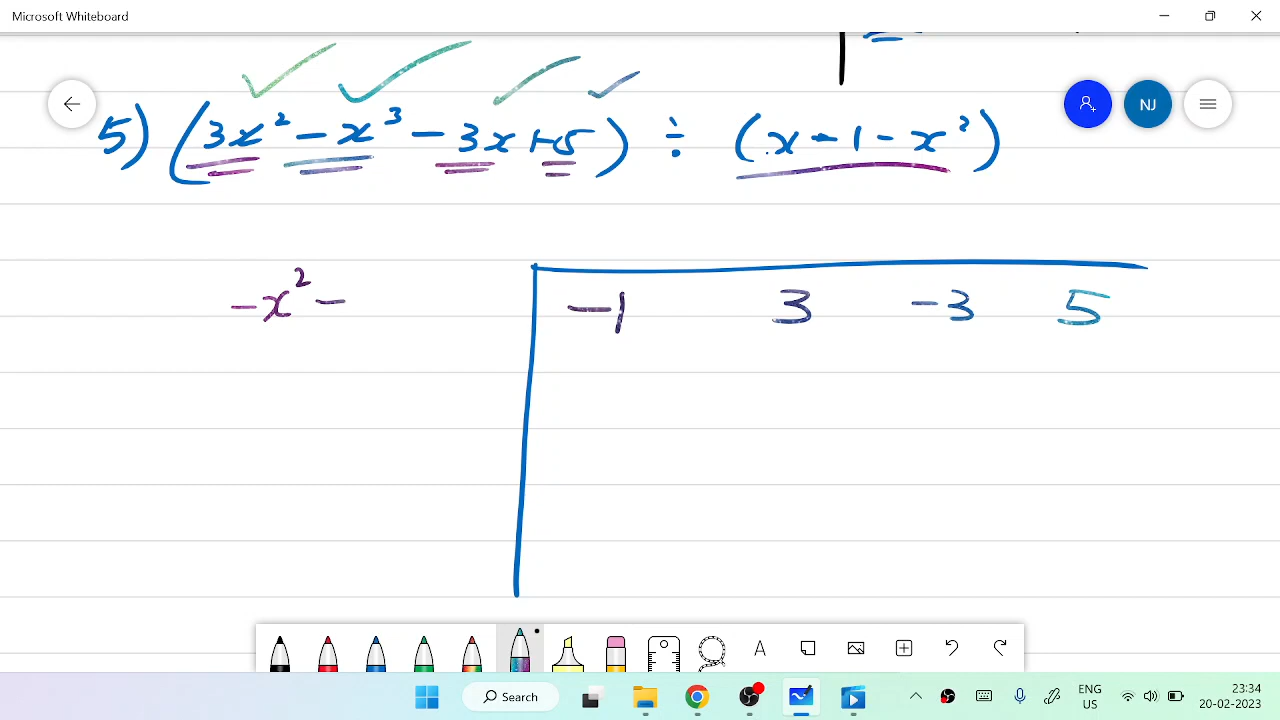 Microsoft Whiteboard
NJ
5) (3x² - x³ - 3x + 5) ÷ (x - 1 - x²)
-x² -
-1 3 -3 5
A
Search
ENG
US
23:34
20-02-2023